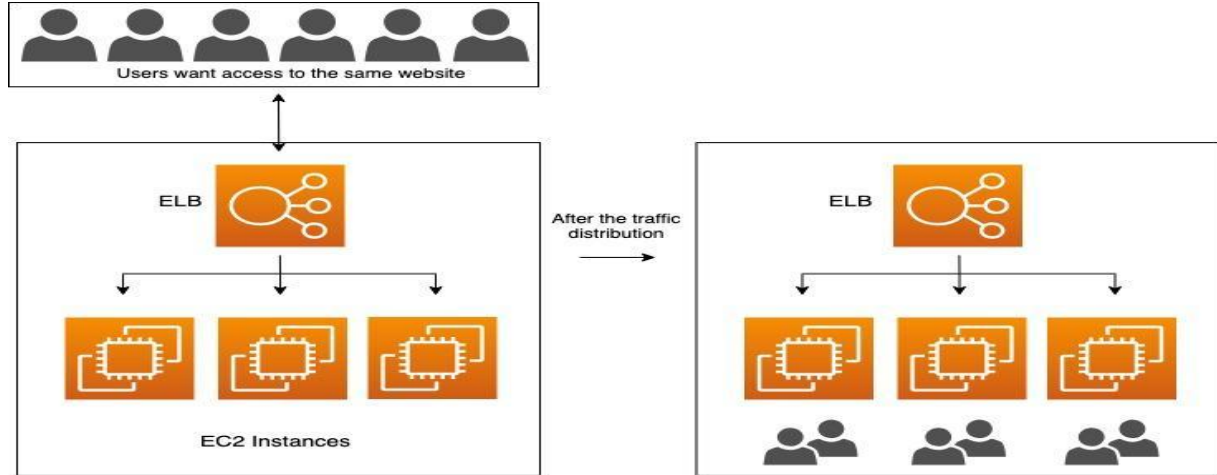 Users want access to the same website
ELB
After the traffic
distribution
ELB
EC2 Instances